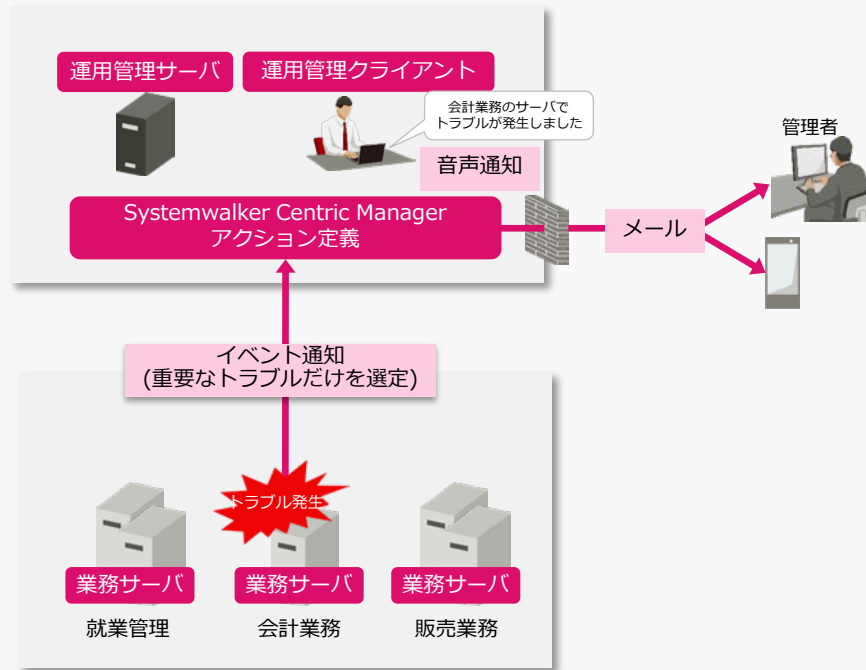 運用管理サーバ
運用管理クライアント
会計業務のサーバで
トラブルが発生しました
音声通知
管理者
Systemwalker Centric Manager
アクション定義
メール
イベント通知
(重要なトラブルだけを選定)
トラブル発生
業務サーバ
業務サーバ
業務サーバ
就業管理
会計業務
販売業務